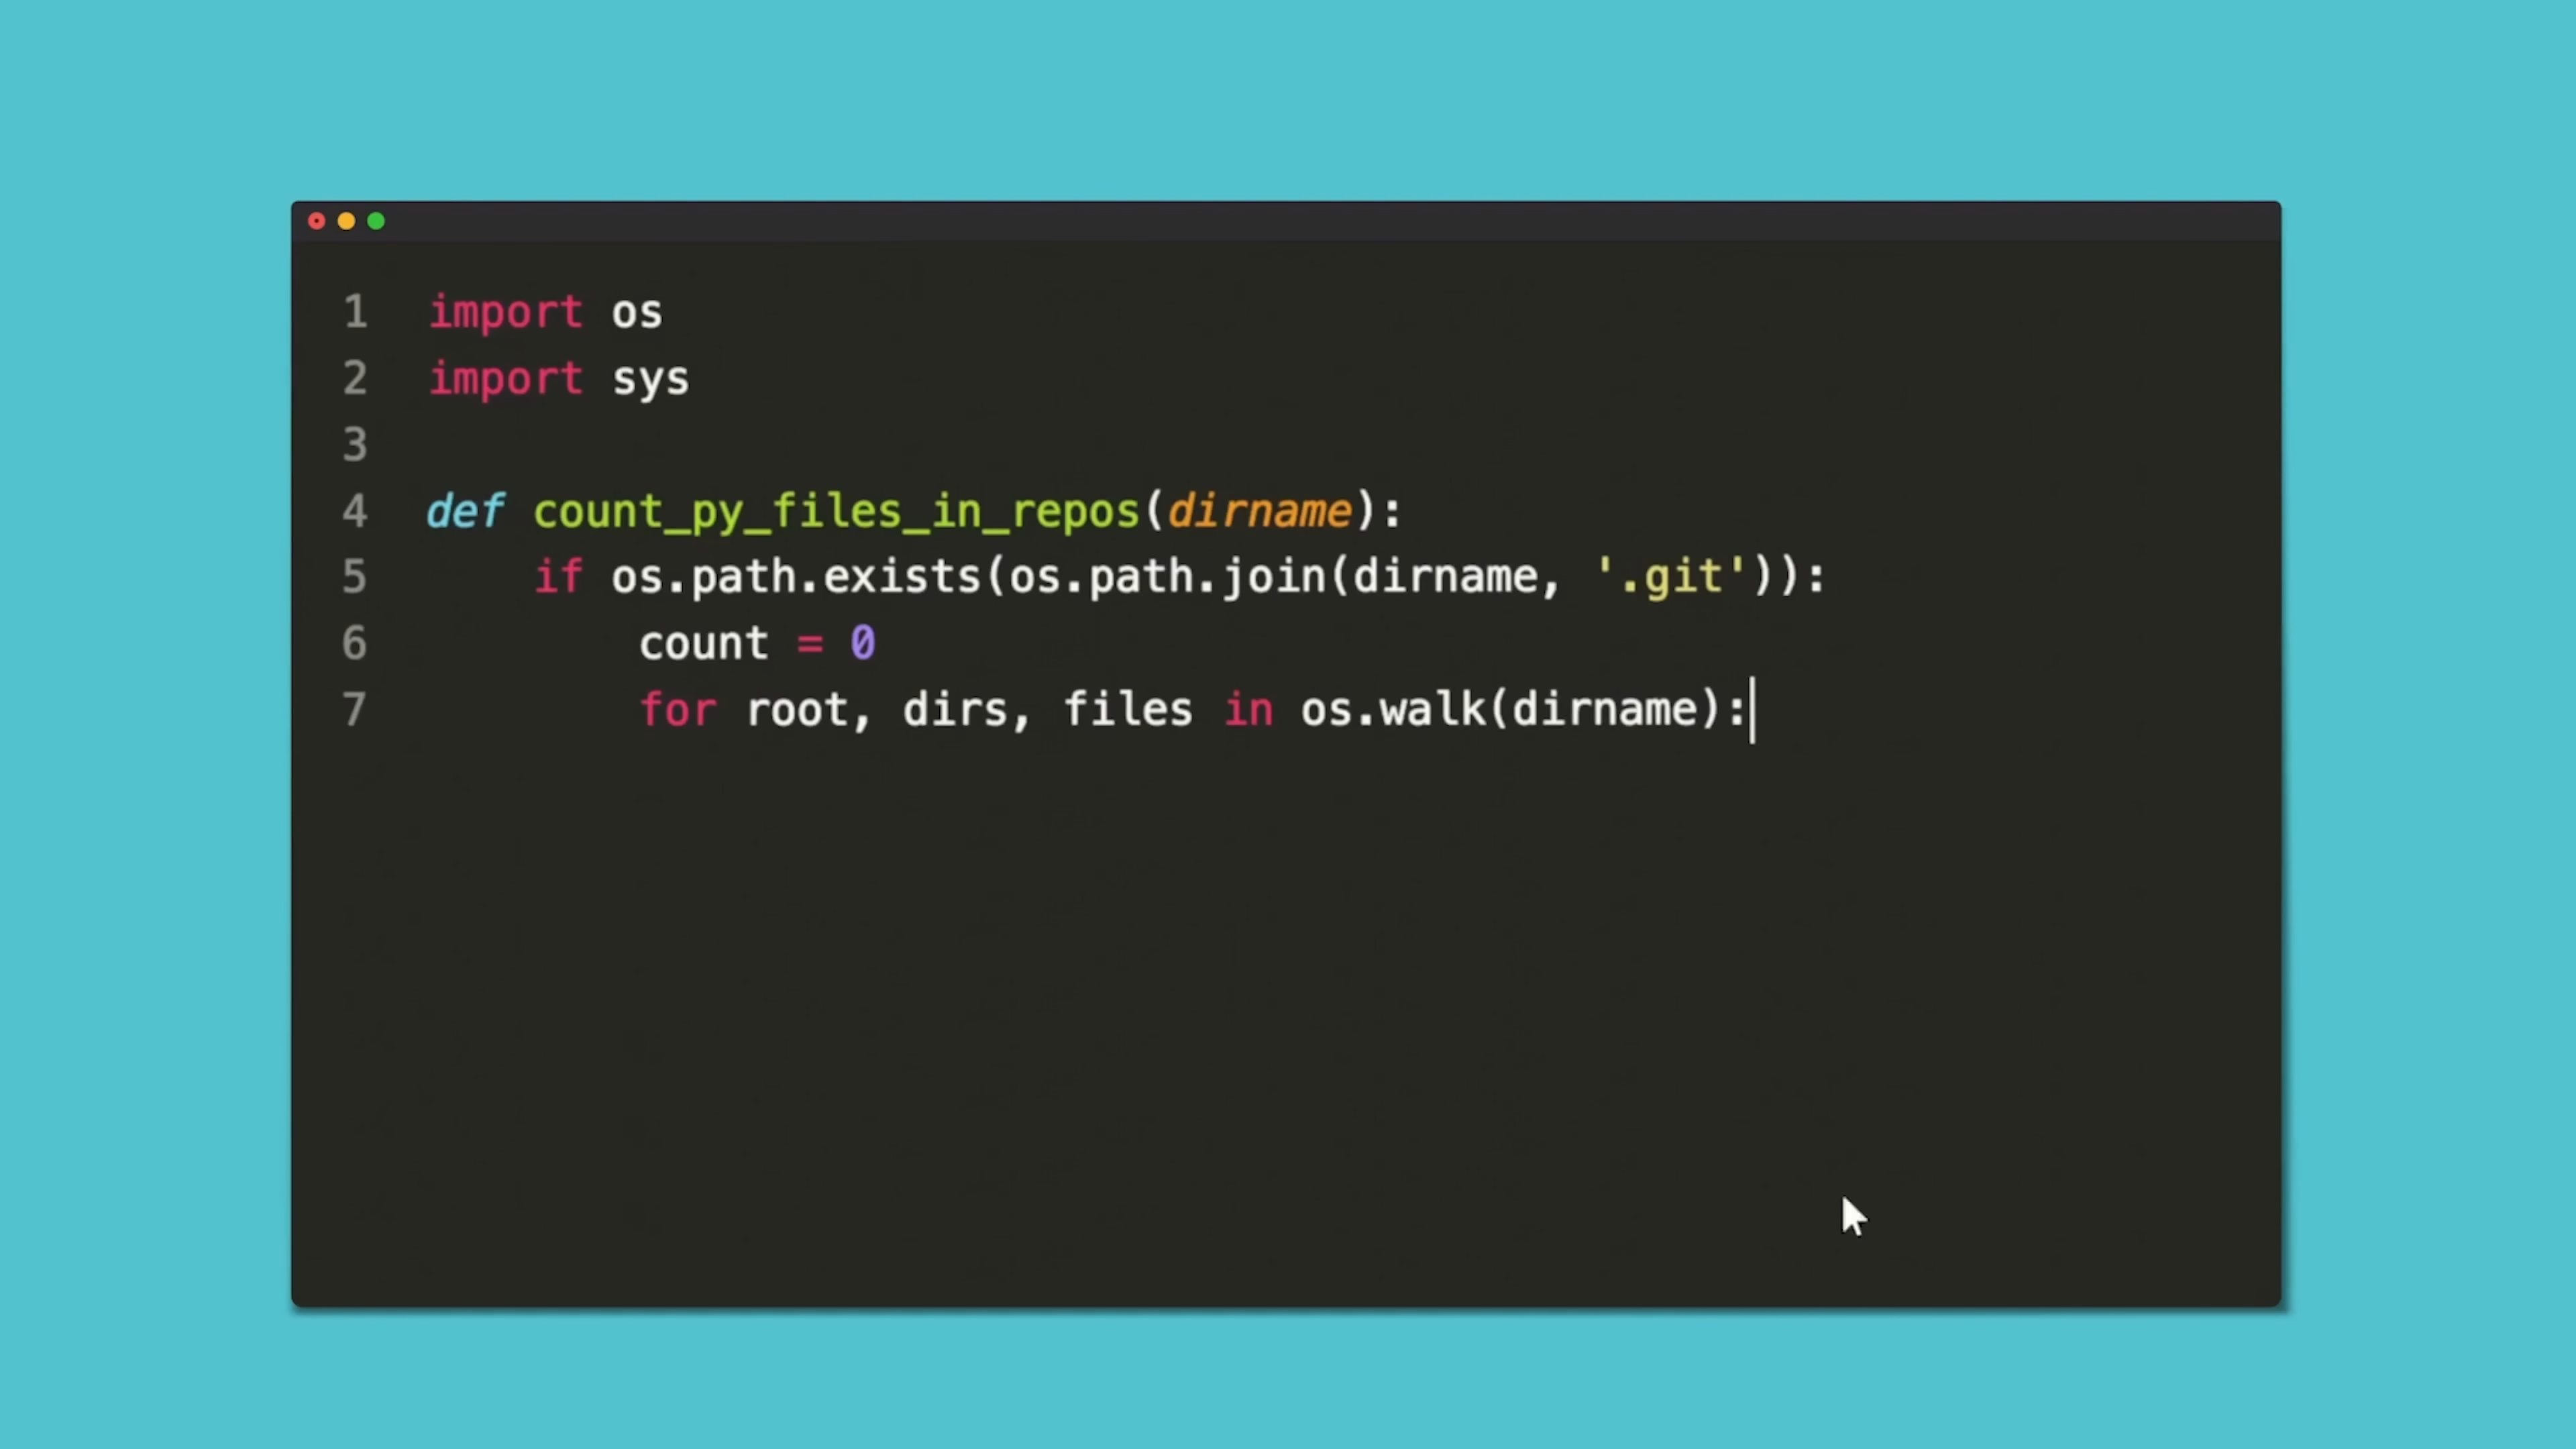 1 import os
2 import sys
3
4 def count_py_files_in_repos(dirname):
5     if os.path.exists(os.path.join(dirname, '.git')):
6         count = 0
7         for root, dirs, files in os.walk(dirname):